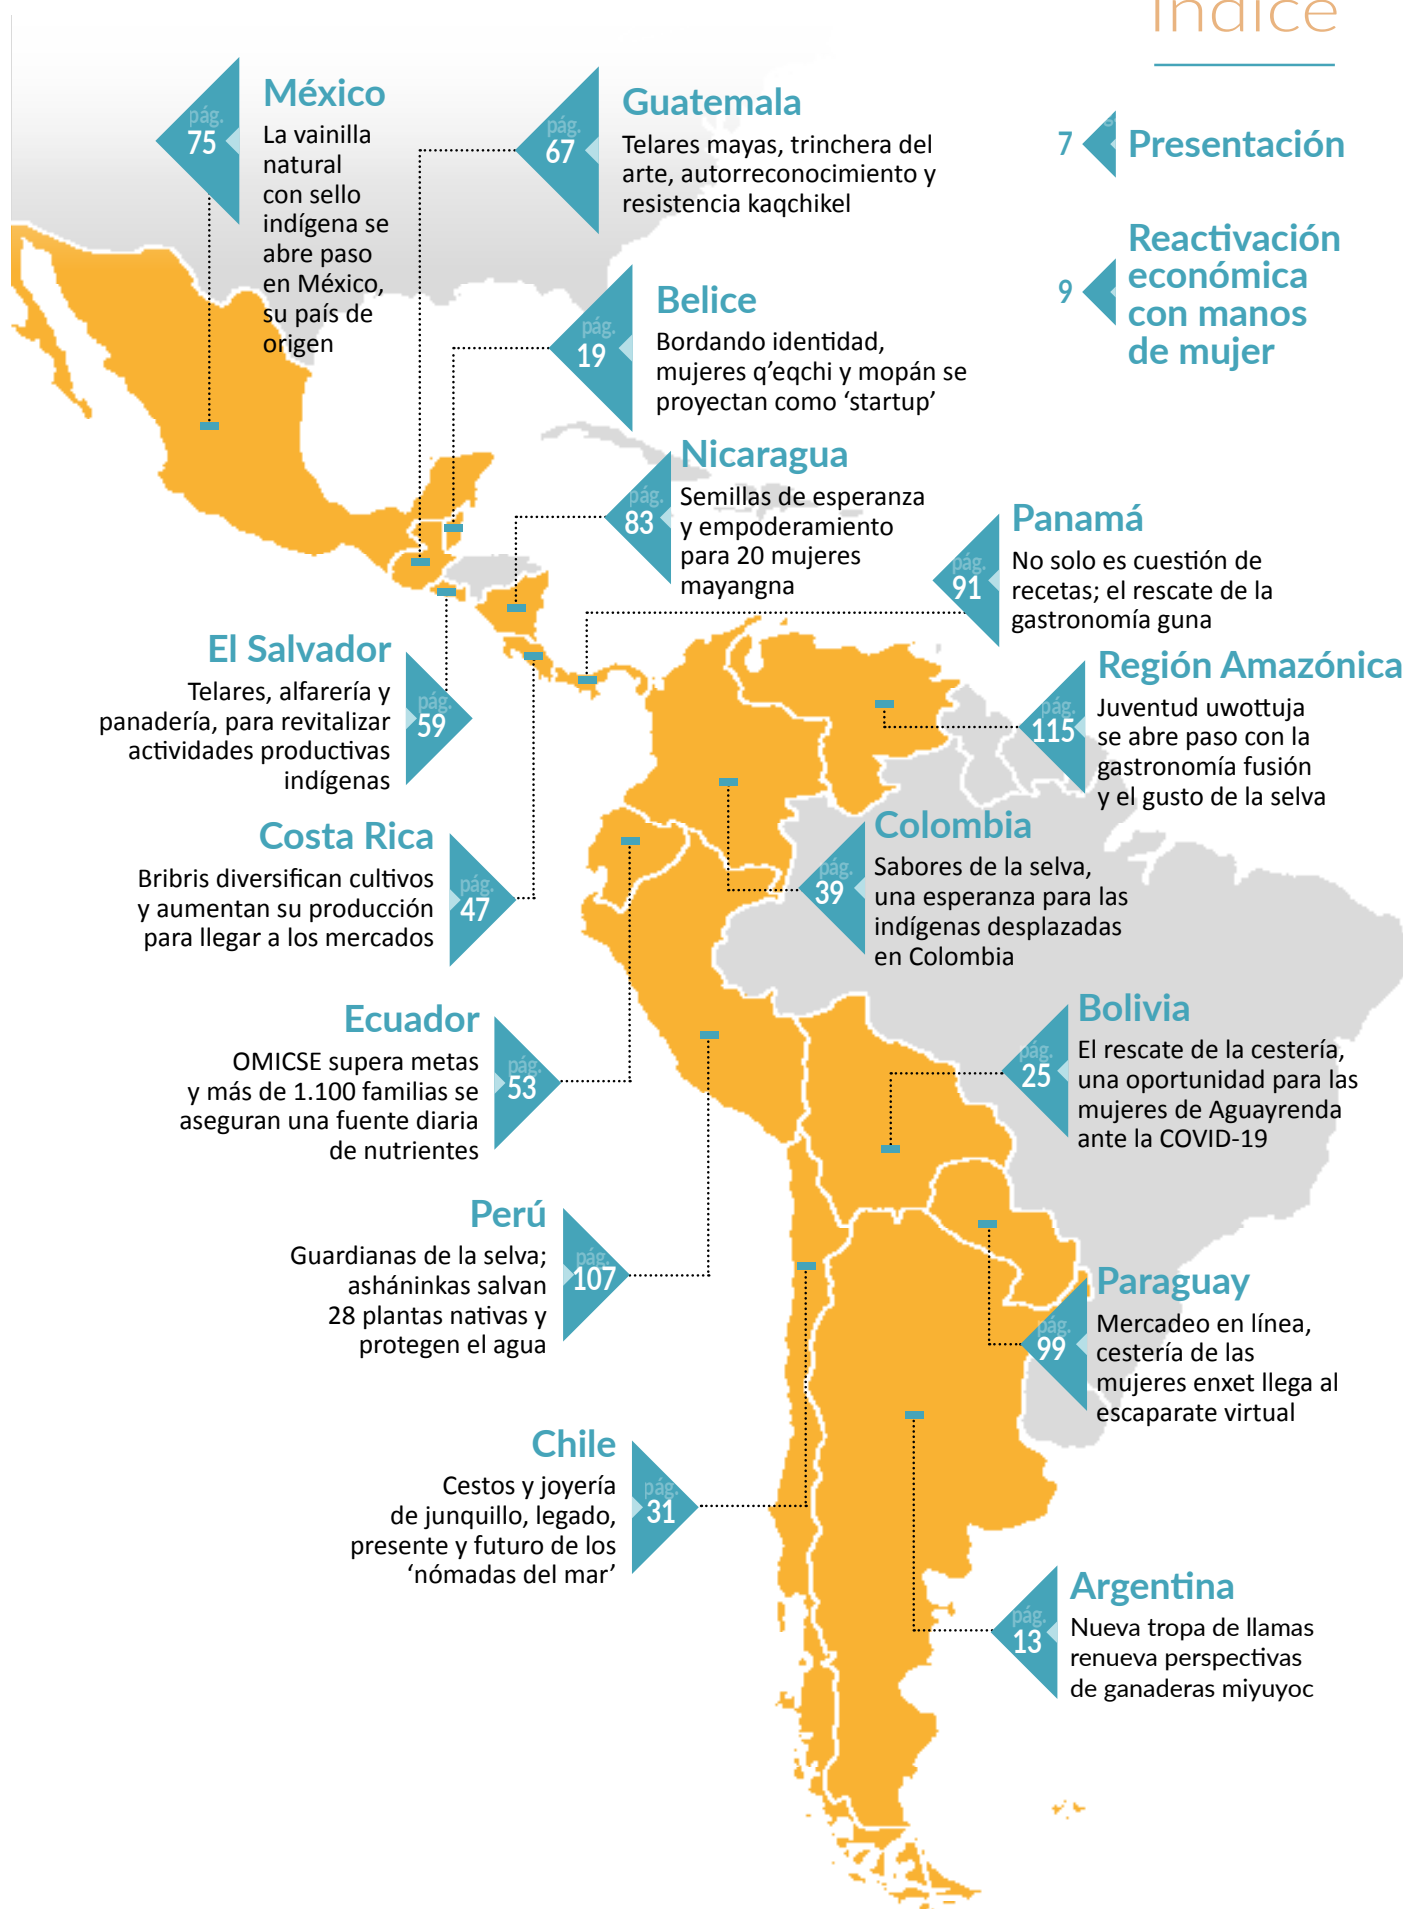 Índice
pág.
75
México
La vainilla
natural
con sello
indígena se
abre paso
en México,
su país de
origen
pág.
67
Guatemala
Telares mayas, trinchera del
arte, autorreconocimiento y
resistencia kaqchikel
7
Presentación
9
Reactivación
económica
con manos
de mujer
pág.
19
Belice
Bordando identidad,
mujeres q’eqchi y mopán se
proyectan como ‘startup’
pág.
83
Nicaragua
Semillas de esperanza
y empoderamiento
para 20 mujeres
mayangna
pág.
91
Panamá
No solo es cuestión de
recetas; el rescate de la
gastronomía guna
El Salvador
Telares, alfarería y
panadería, para revitalizar
actividades productivas
indígenas
pág.
59
pág.
115
Región Amazónica
Juventud uwottuja
se abre paso con la
gastronomía fusión
y el gusto de la selva
Costa Rica
Bribris diversifican cultivos
y aumentan su producción
para llegar a los mercados
pág.
47
pág.
39
Colombia
Sabores de la selva,
una esperanza para las
indígenas desplazadas
en Colombia
Ecuador
OMICSE supera metas
y más de 1.100 familias se
aseguran una fuente diaria
de nutrientes
pág.
53
pág.
25
Bolivia
El rescate de la cestería,
una oportunidad para las
mujeres de Aguayrenda
ante la COVID-19
Perú
Guardianas de la selva;
asháninkas salvan
28 plantas nativas y
protegen el agua
pág.
107
pág.
99
Paraguay
Mercadeo en línea,
cestería de las
mujeres enxet llega al
escaparate virtual
Chile
Cestos y joyería
de junquillo, legado,
presente y futuro de los
‘nómadas del mar’
pág.
31
pág.
13
Argentina
Nueva tropa de llamas
renueva perspectivas
de ganaderas miyuyoc